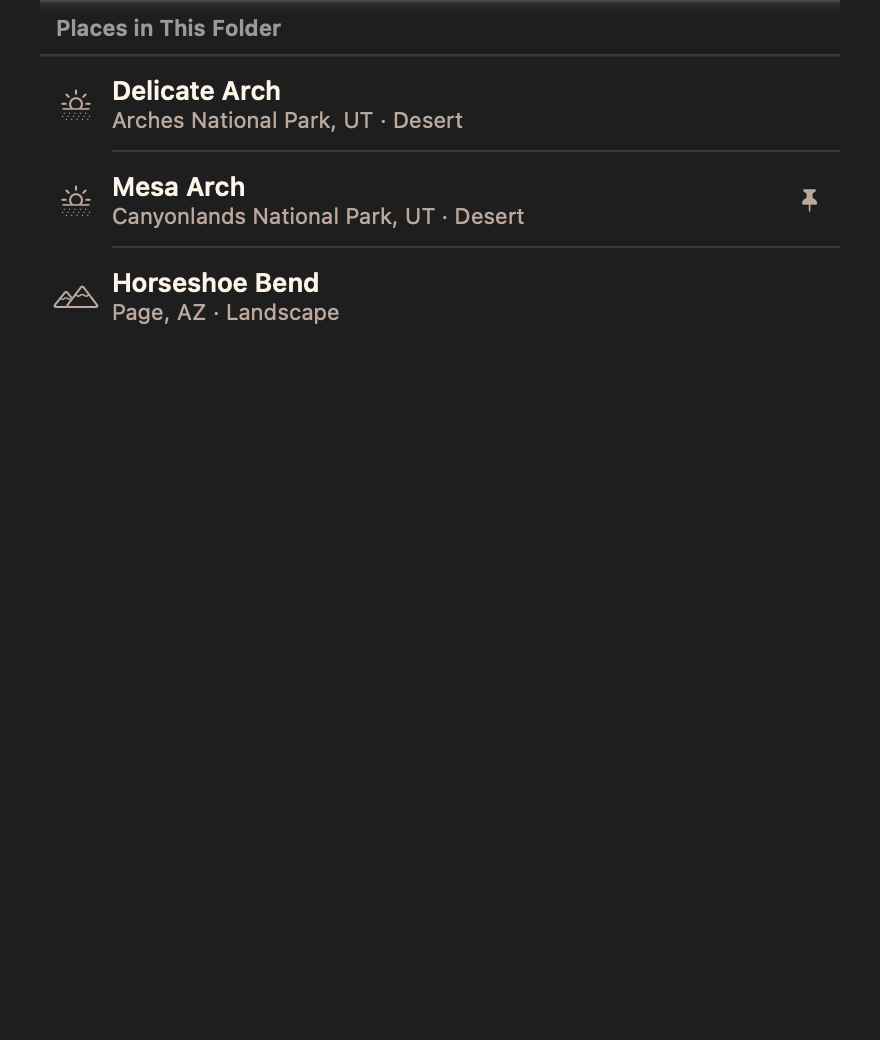 Places in This Folder
Delicate Arch
Arches National Park, UT · Desert
Mesa Arch
Canyonlands National Park, UT · Desert
Horseshoe Bend
Page, AZ · Landscape